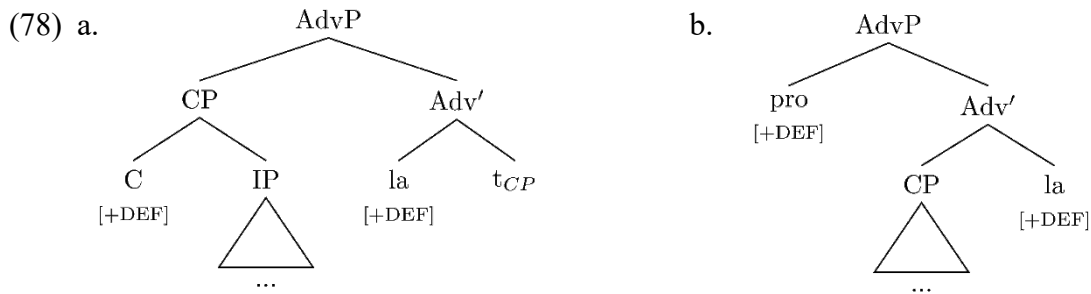 (78) a. AdvP b. AdvP
CP Adv′ pro Adv′
[+DEF]
C IP la t_CP CP la
[+DEF] [+DEF] [+DEF]
... ...